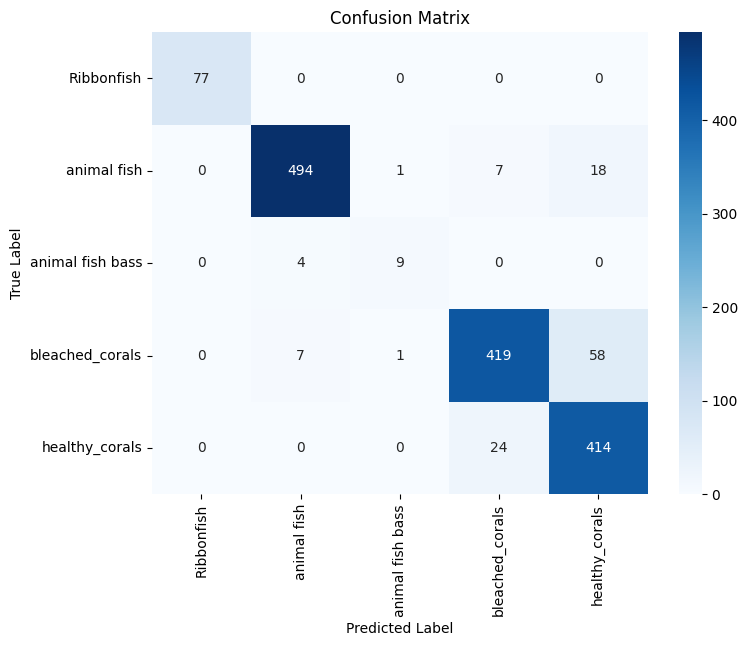 Confusion Matrix
True Label
Ribbonfish 77 0 0 0 0
animal fish 0 494 1 7 18
animal fish bass 0 4 9 0 0
bleached_corals 0 7 1 419 58
healthy_corals 0 0 0 24 414
Ribbonfish animal fish animal fish bass bleached_corals healthy_corals
Predicted Label
400
300
200
100
0